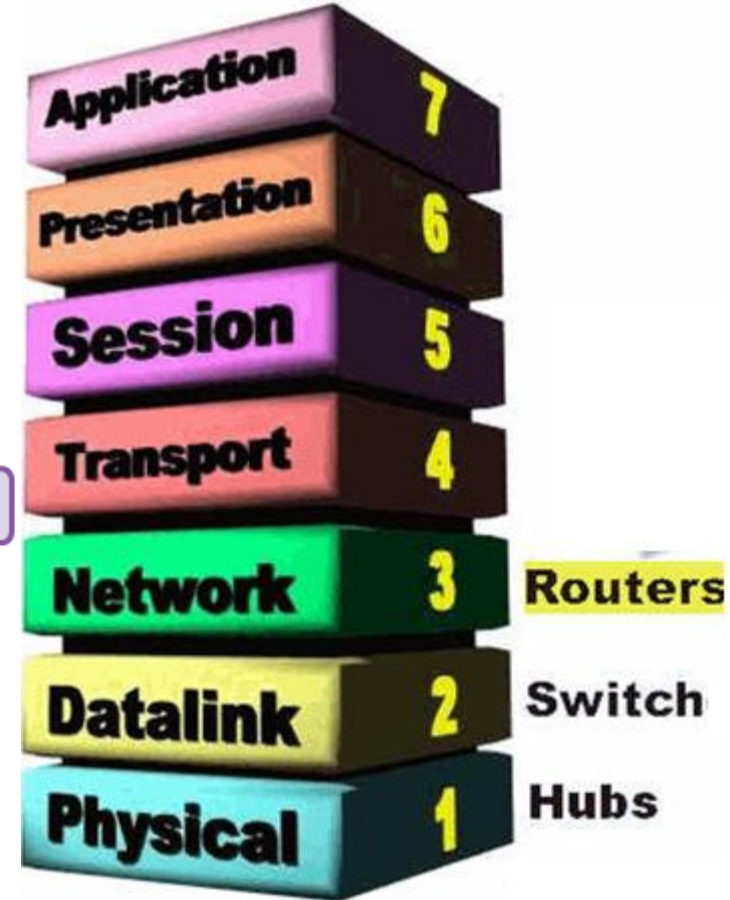 Application 7
Presentation 6
Session 5
Transport 4
Network 3 Routers
Datalink 2 Switch
Physical 1 Hubs